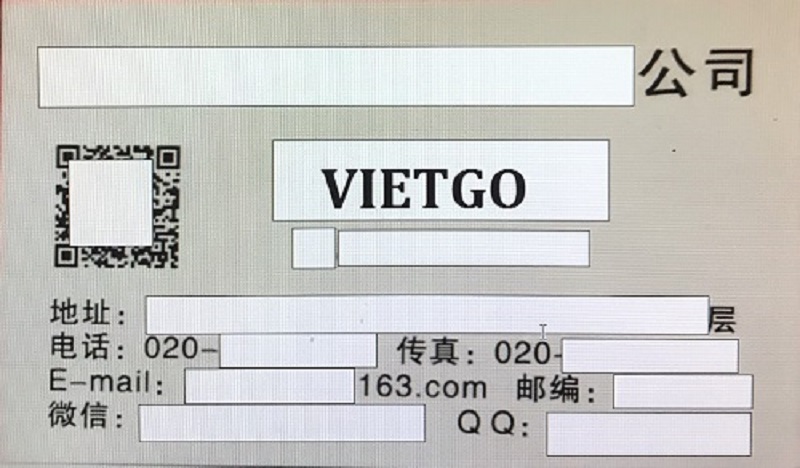 公司
VIETGO
地址： 层
电话：020- 传真：020-
E-mail： 163.com 邮编：
微信： QQ：